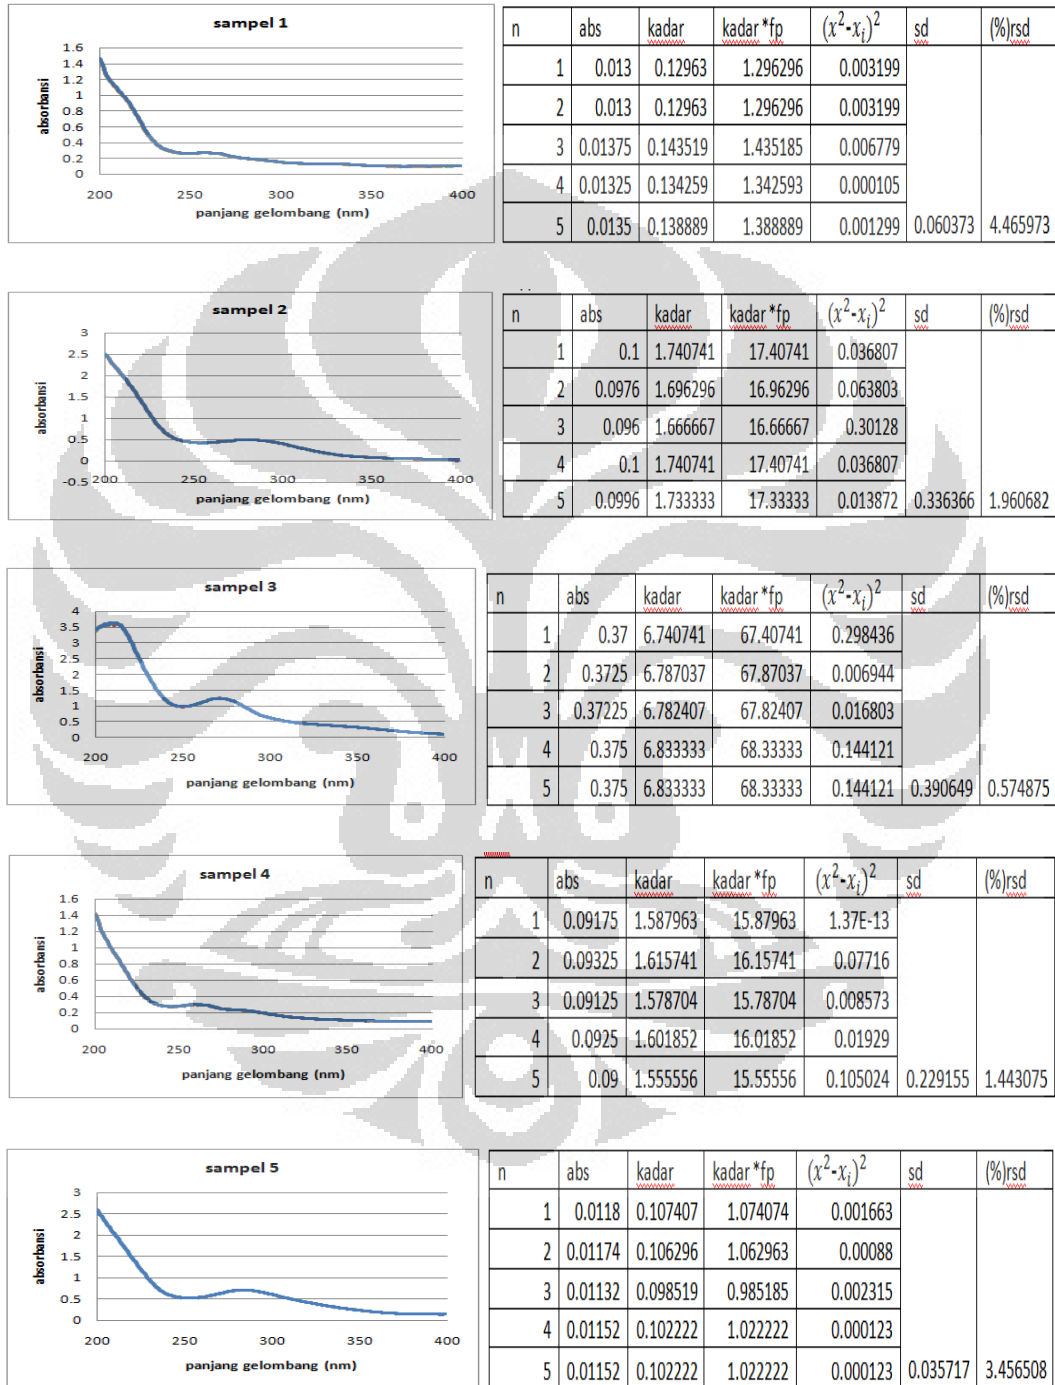 sampel 1
absorbansi
1.6
1.4
1.2
1
0.8
0.6
0.4
0.2
0
200 250 300 350 400
panjang gelombang (nm)
n abs kadar kadar *fp (x²-xᵢ)² sd (%)rsd
1 0.013 0.12963 1.296296 0.003199
2 0.013 0.12963 1.296296 0.003199
3 0.01375 0.143519 1.435185 0.006779
4 0.01325 0.134259 1.342593 0.000105
5 0.0135 0.138889 1.388889 0.001299 0.060373 4.465973
sampel 2
absorbansi
3
2.5
2
1.5
1
0.5
0
-0.5
200 250 300 350 400
panjang gelombang (nm)
n abs kadar kadar *fp (x²-xᵢ)² sd (%)rsd
1 0.1 1.740741 17.40741 0.036807
2 0.0976 1.696296 16.96296 0.063803
3 0.096 1.666667 16.66667 0.30128
4 0.1 1.740741 17.40741 0.036807
5 0.0996 1.733333 17.33333 0.013872 0.336366 1.960682
sampel 3
absorbansi
4
3.5
3
2.5
2
1.5
1
0.5
0
200 250 300 350 400
panjang gelombang (nm)
n abs kadar kadar *fp (x²-xᵢ)² sd (%)rsd
1 0.37 6.740741 67.40741 0.298436
2 0.3725 6.787037 67.87037 0.006944
3 0.37225 6.782407 67.82407 0.016803
4 0.375 6.833333 68.33333 0.144121
5 0.375 6.833333 68.33333 0.144121 0.390649 0.574875
sampel 4
absorbansi
1.6
1.4
1.2
1
0.8
0.6
0.4
0.2
0
200 250 300 350 400
panjang gelombang (nm)
n abs kadar kadar *fp (x²-xᵢ)² sd (%)rsd
1 0.09175 1.587963 15.87963 1.37E-13
2 0.09325 1.615741 16.15741 0.07716
3 0.09125 1.578704 15.78704 0.008573
4 0.0925 1.601852 16.01852 0.01929
5 0.09 1.555556 15.55556 0.105024 0.229155 1.443075
sampel 5
absorbansi
3
2.5
2
1.5
1
0.5
0
200 250 300 350 400
panjang gelombang (nm)
n abs kadar kadar *fp (x²-xᵢ)² sd (%)rsd
1 0.0118 0.107407 1.074074 0.001663
2 0.01174 0.106296 1.062963 0.00088
3 0.01132 0.098519 0.985185 0.002315
4 0.01152 0.102222 1.022222 0.000123
5 0.01152 0.102222 1.022222 0.000123 0.035717 3.456508